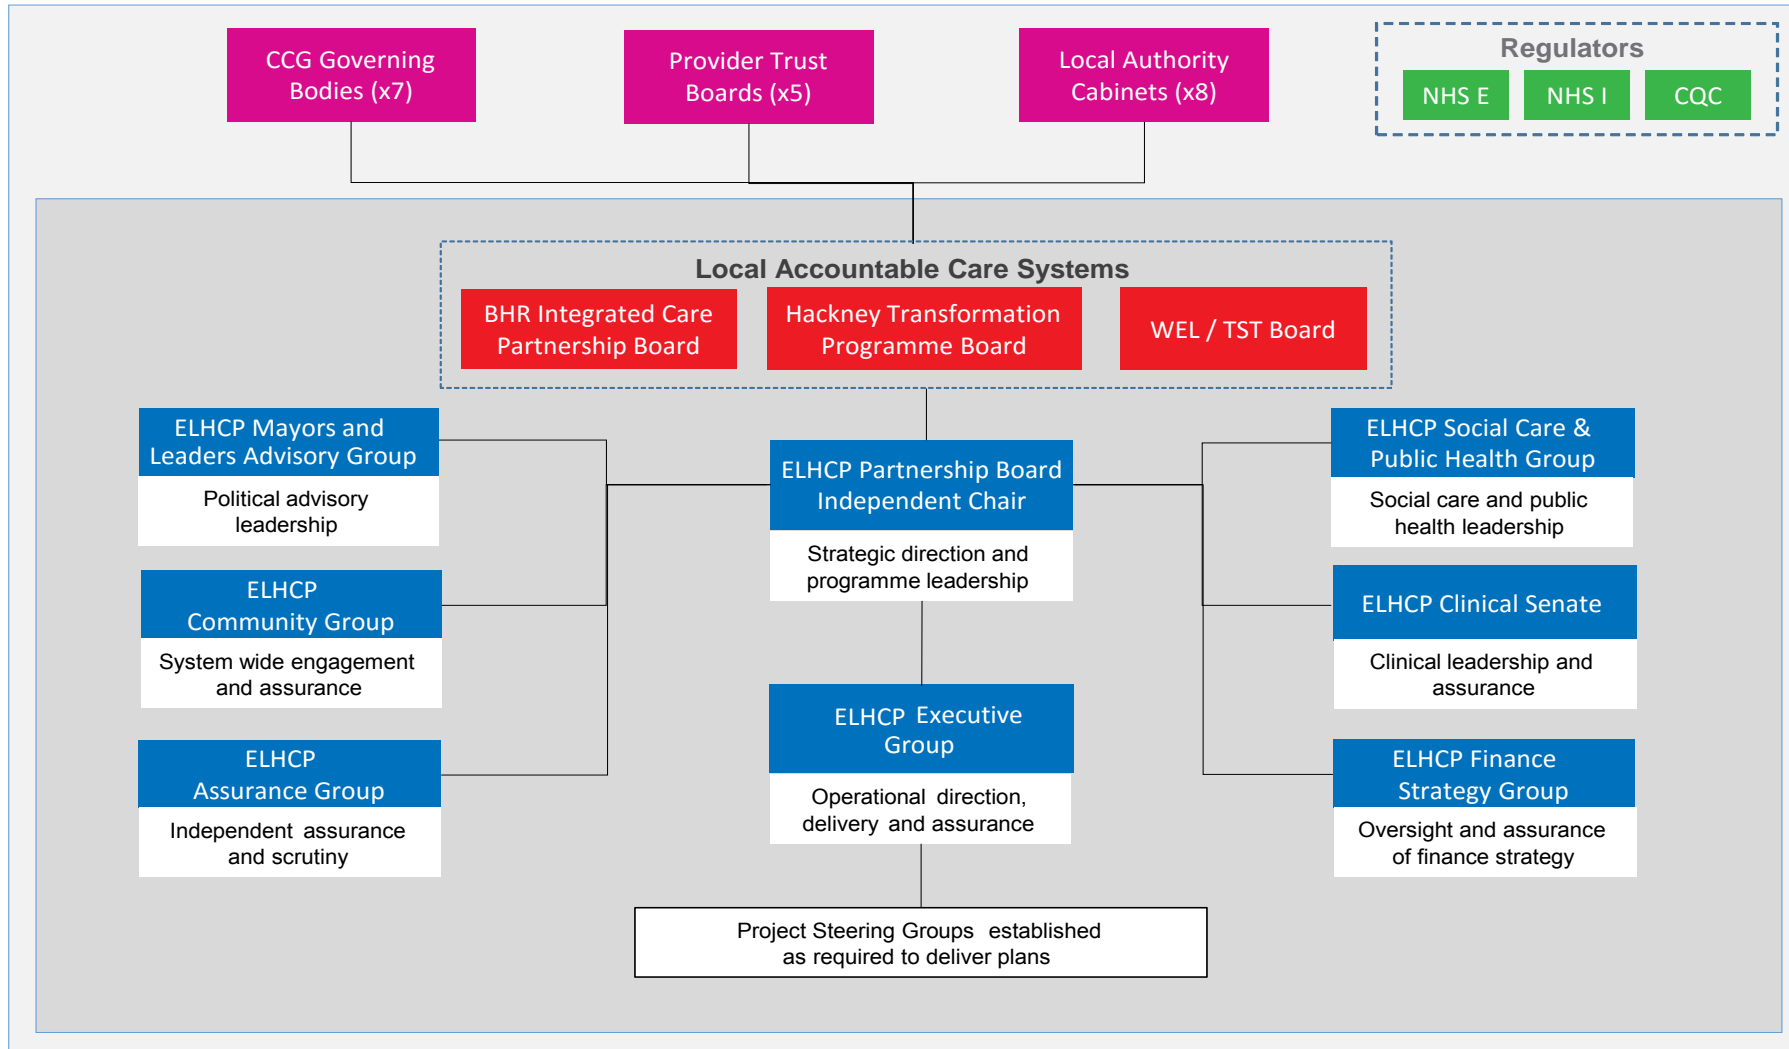 CCG Governing
Bodies (x7)
Provider Trust
Boards (x5)
Local Authority
Cabinets (x8)
Regulators
NHS E
NHS I
CQC
Local Accountable Care Systems
BHR Integrated Care
Partnership Board
Hackney Transformation
Programme Board
WEL / TST Board
ELHCP Mayors and
Leaders Advisory Group
Political advisory
leadership
ELHCP
Community Group
System wide engagement
and assurance
ELHCP
Assurance Group
Independent assurance
and scrutiny
ELHCP Partnership Board
Independent Chair
Strategic direction and
programme leadership
ELHCP Executive
Group
Operational direction,
delivery and assurance
Project Steering Groups established
as required to deliver plans
ELHCP Social Care &
Public Health Group
Social care and public
health leadership
ELHCP Clinical Senate
Clinical leadership and
assurance
ELHCP Finance
Strategy Group
Oversight and assurance
of finance strategy